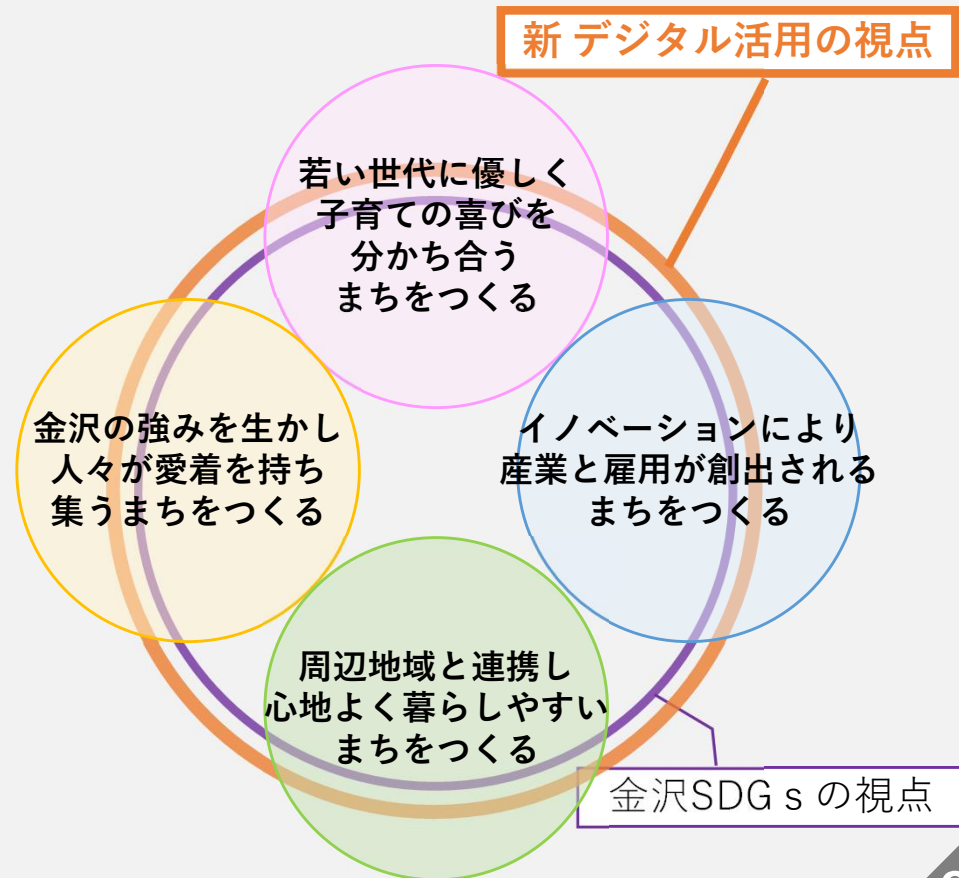 新 デジタル活用の視点
若い世代に優しく
子育ての喜びを
分かち合う
まちをつくる
金沢の強みを生かし
人々が愛着を持ち
集うまちをつくる
イノベーションにより
産業と雇用が創出される
まちをつくる
周辺地域と連携し
心地よく暮らしやすい
まちをつくる
金沢SDGｓの視点